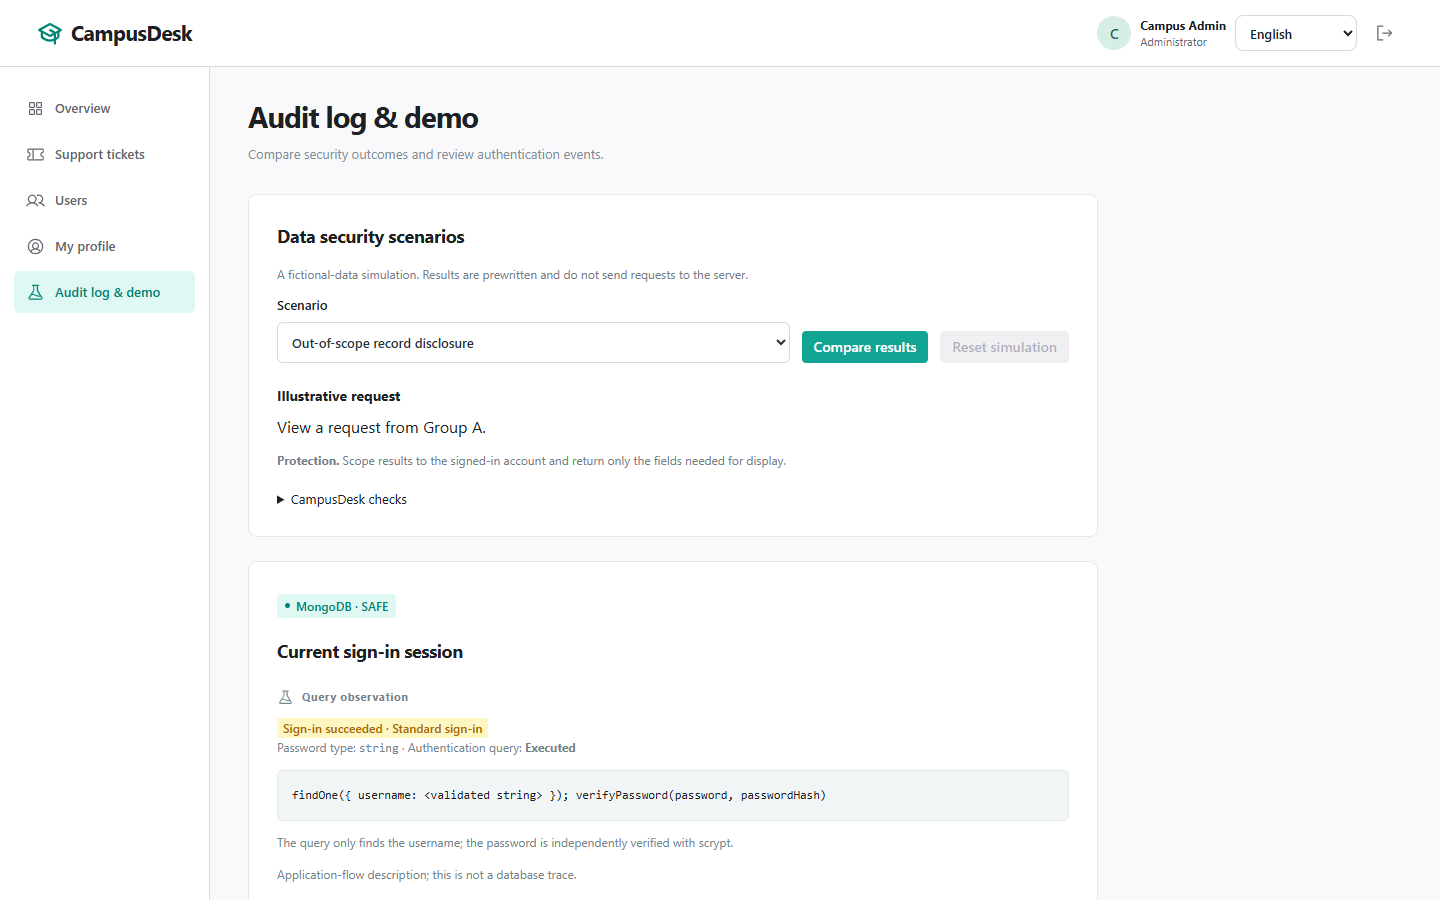 CampusDesk
C
Campus Admin
Administrator
English
Overview
Support tickets
Users
My profile
Audit log & demo
Audit log & demo
Compare security outcomes and review authentication events.
Data security scenarios
A fictional-data simulation. Results are prewritten and do not send requests to the server.
Scenario
Out-of-scope record disclosure
Compare results
Reset simulation
Illustrative request
View a request from Group A.
Protection. Scope results to the signed-in account and return only the fields needed for display.
CampusDesk checks
MongoDB · SAFE
Current sign-in session
Query observation
Sign-in succeeded · Standard sign-in
Password type: string · Authentication query: Executed
findOne({ username: <validated string> }); verifyPassword(password, passwordHash)
The query only finds the username; the password is independently verified with scrypt.
Application-flow description; this is not a database trace.